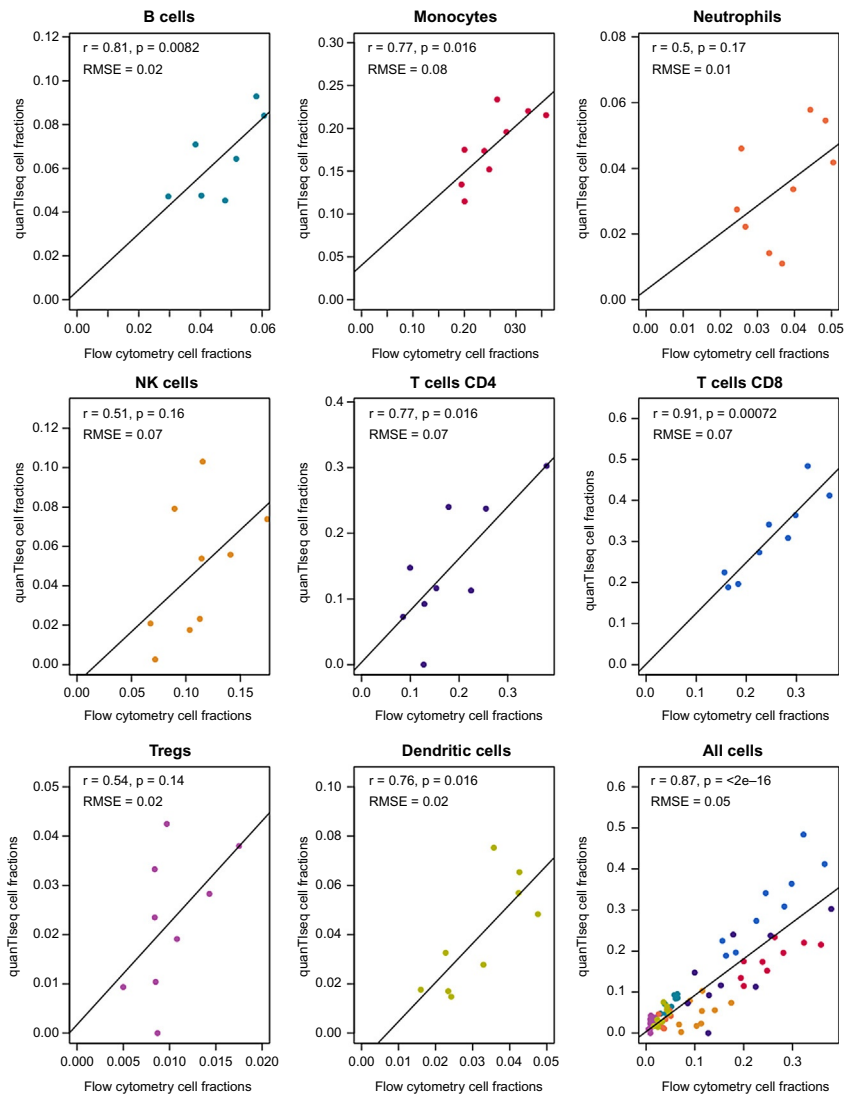 B cells
r = 0.81, p = 0.0082
RMSE = 0.02
0.12
0.10
0.08
0.06
0.04
0.02
0.00
quanTIseq cell fractions
0.00
0.02
0.04
0.06
Flow cytometry cell fractions
Monocytes
r = 0.77, p = 0.016
RMSE = 0.08
0.30
0.25
0.20
0.15
0.10
0.05
0.00
quanTIseq cell fractions
0.00
0.10
0.20
0.30
Flow cytometry cell fractions
Neutrophils
r = 0.5, p = 0.17
RMSE = 0.01
0.08
0.06
0.04
0.02
0.00
quanTIseq cell fractions
0.00
0.01
0.02
0.03
0.04
0.05
Flow cytometry cell fractions
NK cells
r = 0.51, p = 0.16
RMSE = 0.07
0.12
0.10
0.08
0.06
0.04
0.02
0.00
quanTIseq cell fractions
0.00
0.05
0.10
0.15
Flow cytometry cell fractions
T cells CD4
r = 0.77, p = 0.016
RMSE = 0.07
0.4
0.3
0.2
0.1
0.0
quanTIseq cell fractions
0.0
0.1
0.2
0.3
Flow cytometry cell fractions
T cells CD8
r = 0.91, p = 0.00072
RMSE = 0.07
0.6
0.5
0.4
0.3
0.2
0.1
0.0
quanTIseq cell fractions
0.0
0.1
0.2
0.3
Flow cytometry cell fractions
Tregs
r = 0.54, p = 0.14
RMSE = 0.02
0.05
0.04
0.03
0.02
0.01
0.00
quanTIseq cell fractions
0.000
0.005
0.010
0.015
0.020
Flow cytometry cell fractions
Dendritic cells
r = 0.76, p = 0.016
RMSE = 0.02
0.10
0.08
0.06
0.04
0.02
0.00
quanTIseq cell fractions
0.00
0.01
0.02
0.03
0.04
0.05
Flow cytometry cell fractions
All cells
r = 0.87, p = <2e–16
RMSE = 0.05
0.6
0.5
0.4
0.3
0.2
0.1
0.0
quanTIseq cell fractions
0.0
0.1
0.2
0.3
Flow cytometry cell fractions